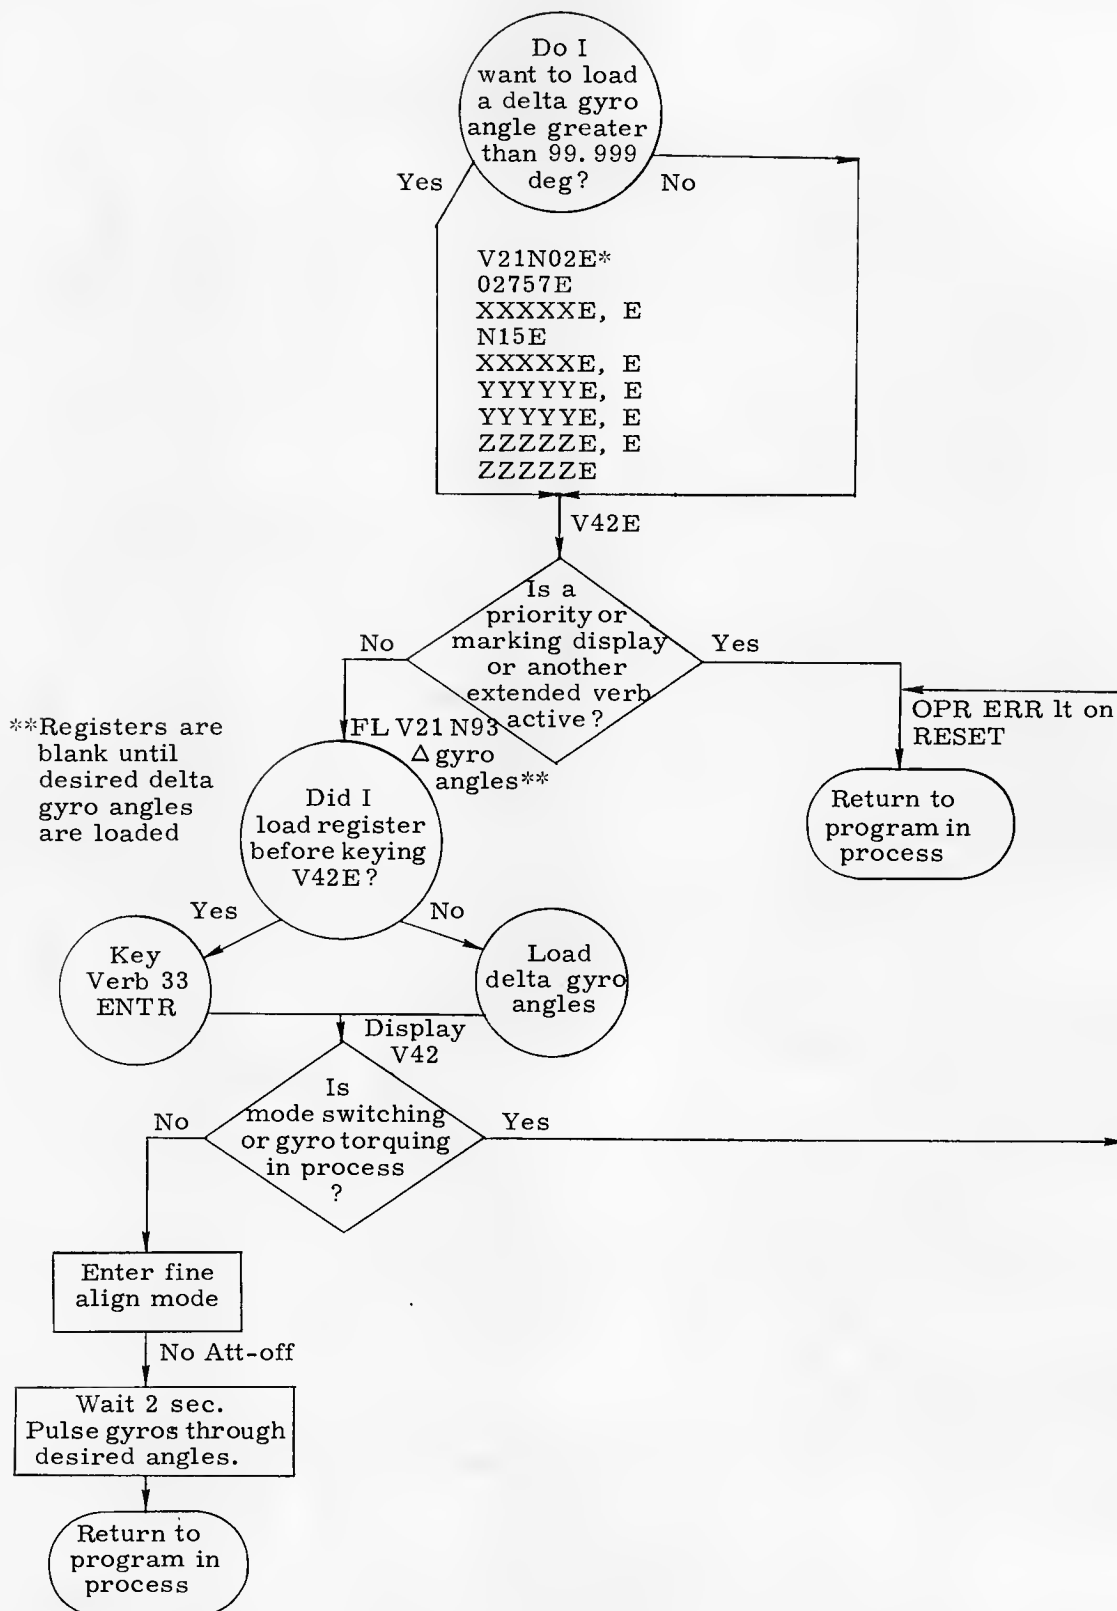 Do I
want to load
a delta gyro
angle greater
than 99.999
deg?
Yes
No
V21N02E*
02757E
XXXXXE, E
N15E
XXXXXE, E
YYYYYE, E
YYYYYE, E
ZZZZZE, E
ZZZZZE
V42E
Is a
priority or
marking display
or another
extended verb
active?
No
Yes
**Registers are
blank until
desired delta
gyro angles
are loaded
FL V21 N93
Δ gyro
angles**
OPR ERR lt on
RESET
Return to
program in
process
Did I
load register
before keying
V42E?
Yes
No
Key
Verb 33
ENTR
Load
delta gyro
angles
Display
V42
Is
mode switching
or gyro torquing
in process
?
No
Yes
Enter fine
align mode
No Att-off
Wait 2 sec.
Pulse gyros through
desired angles.
Return to
program in
process